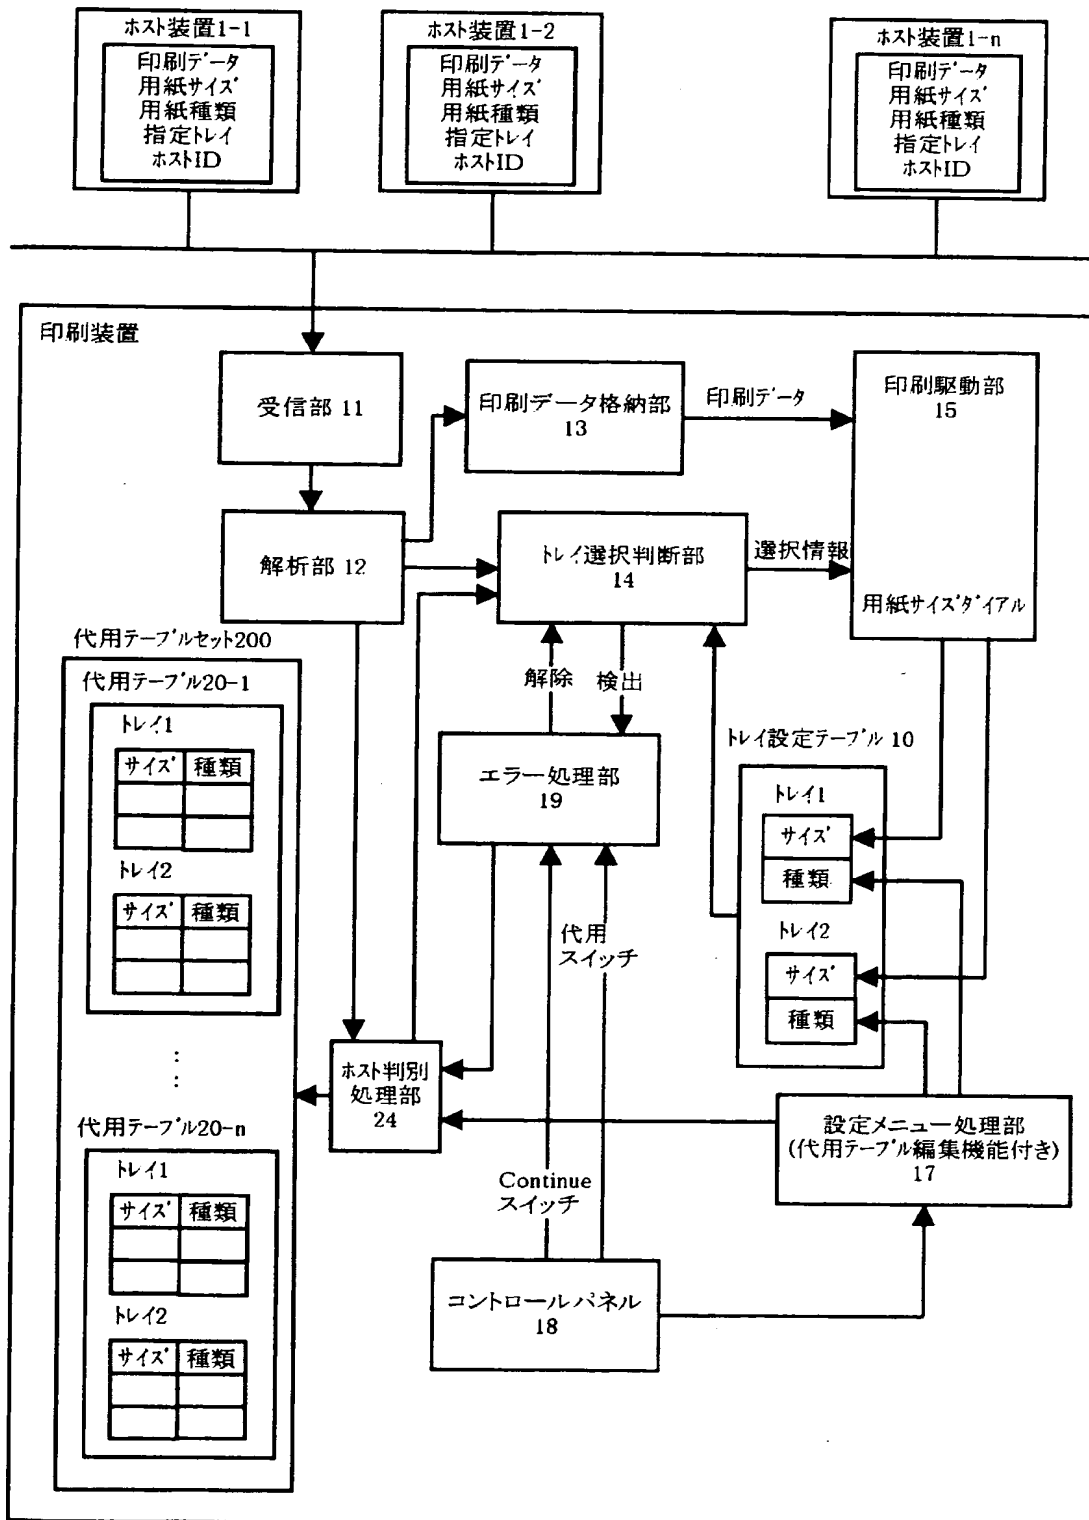 ホスト装置1-1
印刷データ
用紙サイズ
用紙種類
指定トレイ
ホストID
ホスト装置1-2
印刷データ
用紙サイズ
用紙種類
指定トレイ
ホストID
ホスト装置1-n
印刷データ
用紙サイズ
用紙種類
指定トレイ
ホストID
印刷装置
受信部 11
印刷データ格納部
13
印刷データ
印刷駆動部
15
解析部 12
トレイ選択判断部
14
選択情報
用紙サイズダイアル
代用テーブルセット200
代用テーブル20-1
トレイ1
サイズ 種類
トレイ2
サイズ 種類
⋮
代用テーブル20-n
トレイ1
サイズ 種類
トレイ2
サイズ 種類
解除
検出
エラー処理部
19
トレイ設定テーブル 10
トレイ1
サイズ
種類
トレイ2
サイズ
種類
代用
スイッチ
ホスト判別
処理部
24
設定メニュー処理部
(代用テーブル編集機能付き)
17
Continue
スイッチ
コントロールパネル
18